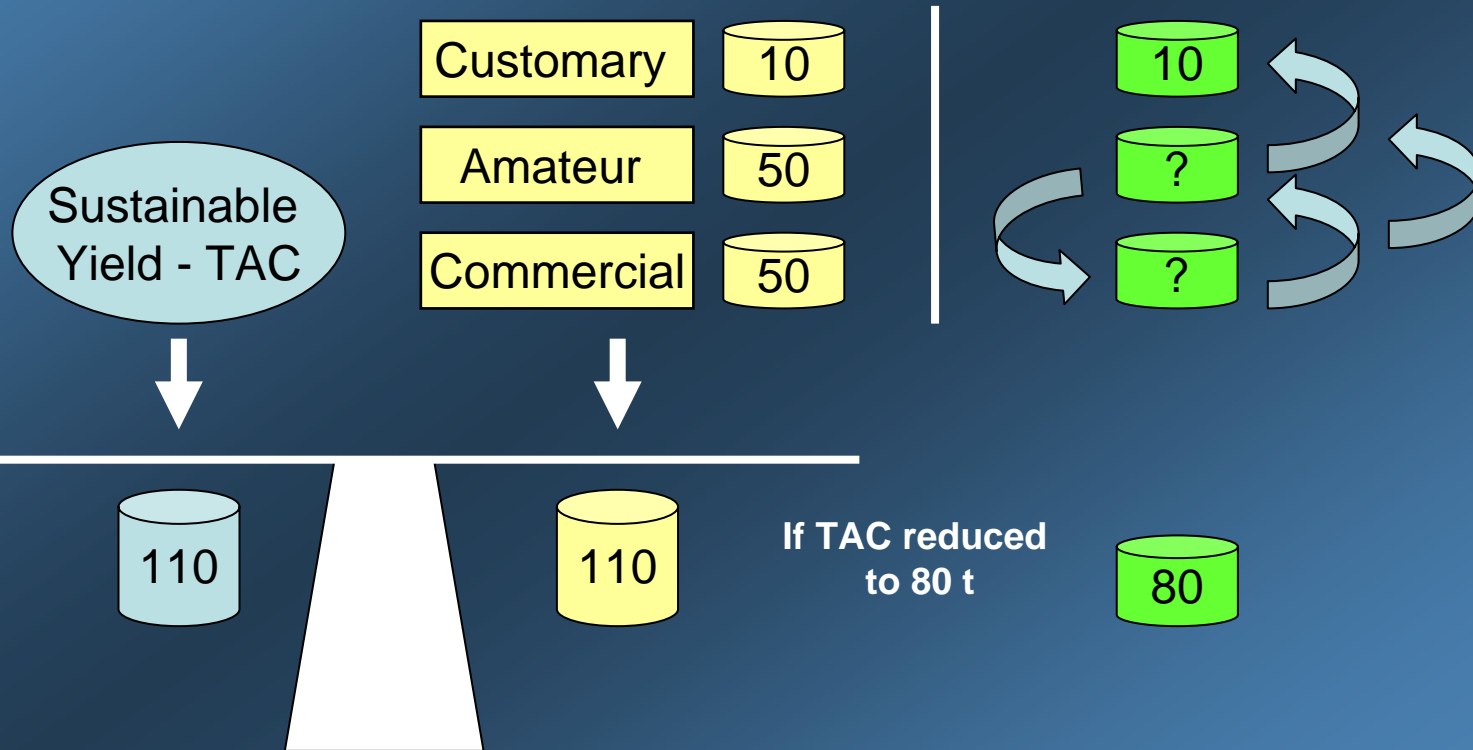 Customary 10
10
Amateur 50
?
Sustainable
Yield - TAC
Commercial 50
?
110
110
If TAC reduced
to 80 t
80